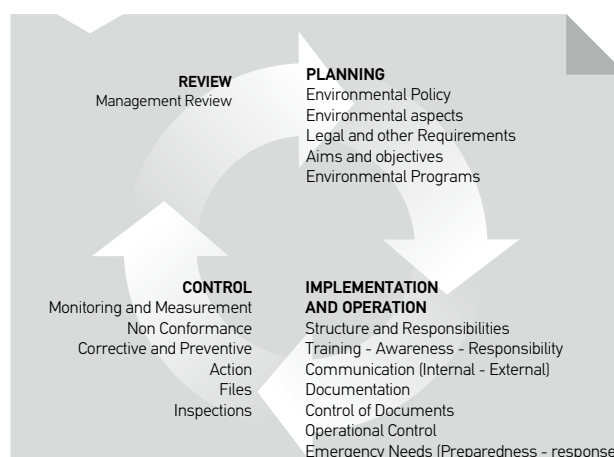 REVIEW
Management Review
PLANNING
Environmental Policy
Environmental aspects
Legal and other Requirements
Aims and objectives
Environmental Programs
CONTROL
Monitoring and Measurement
Non Conformance
Corrective and Preventive
Action
Files
Inspections
IMPLEMENTATION
AND OPERATION
Structure and Responsibilities
Training - Awareness - Responsibility
Communication (Internal - External)
Documentation
Control of Documents
Operational Control
Emergency Needs (Preparedness - response